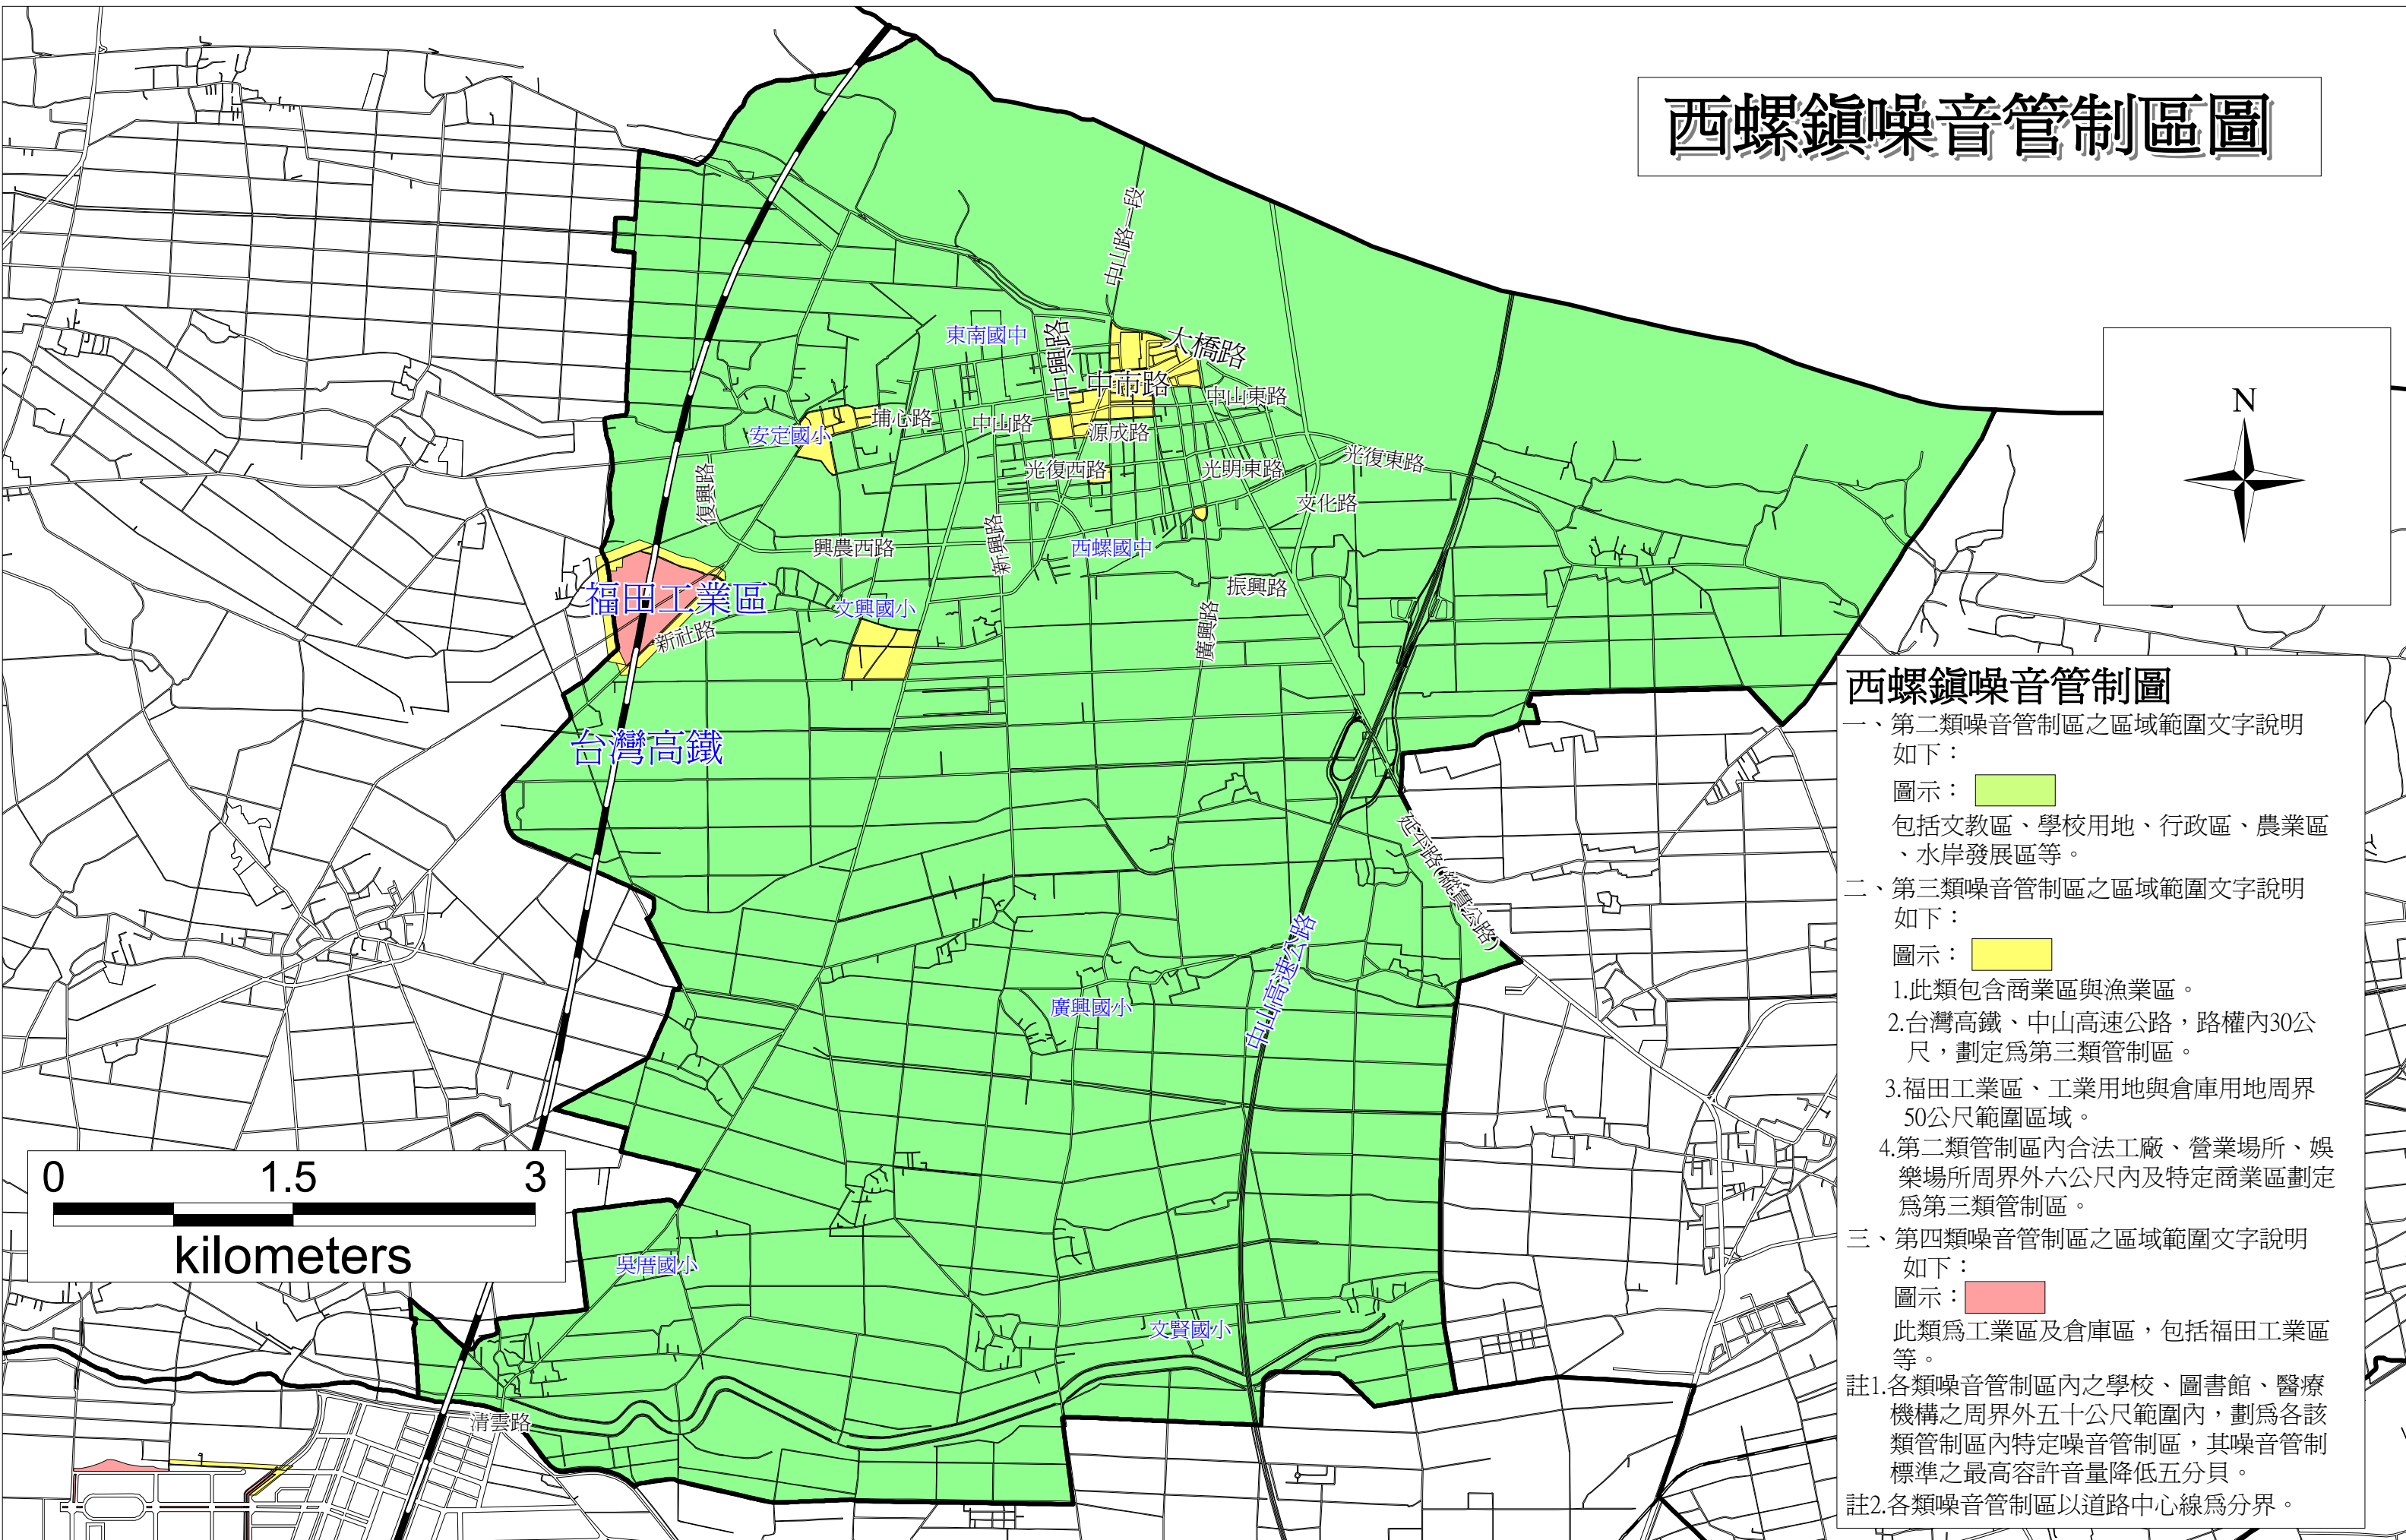 西螺鎮噪音管制區圖
中山路一段
東南國中
中興路
大橋路
中市路
中山東路
埔心路
中山路
源成路
安定國小
光復西路
光明東路
光復東路
復興路
文化路
新興路
興農西路
西螺國中
振興路
福田工業區
文興國小
新社路
廣興路
台灣高鐵
延平路(縱貫公路)
中山高速公路
廣興國小
吳厝國小
文賢國小
清雲路
N
0 1.5 3
kilometers
西螺鎮噪音管制圖
一、第二類噪音管制區之區域範圍文字說明
如下：
圖示：
包括文教區、學校用地、行政區、農業區
、水岸發展區等。
二、第三類噪音管制區之區域範圍文字說明
如下：
圖示：
1.此類包含商業區與漁業區。
2.台灣高鐵、中山高速公路，路權內30公
尺，劃定為第三類管制區。
3.福田工業區、工業用地與倉庫用地周界
50公尺範圍區域。
4.第二類管制區內合法工廠、營業場所、娛
樂場所周界外六公尺內及特定商業區劃定
為第三類管制區。
三、第四類噪音管制區之區域範圍文字說明
如下：
圖示：
此類為工業區及倉庫區，包括福田工業區
等。
註1.各類噪音管制區內之學校、圖書館、醫療
機構之周界外五十公尺範圍內，劃為各該
類管制區內特定噪音管制區，其噪音管制
標準之最高容許音量降低五分貝。
註2.各類噪音管制區以道路中心線為分界。